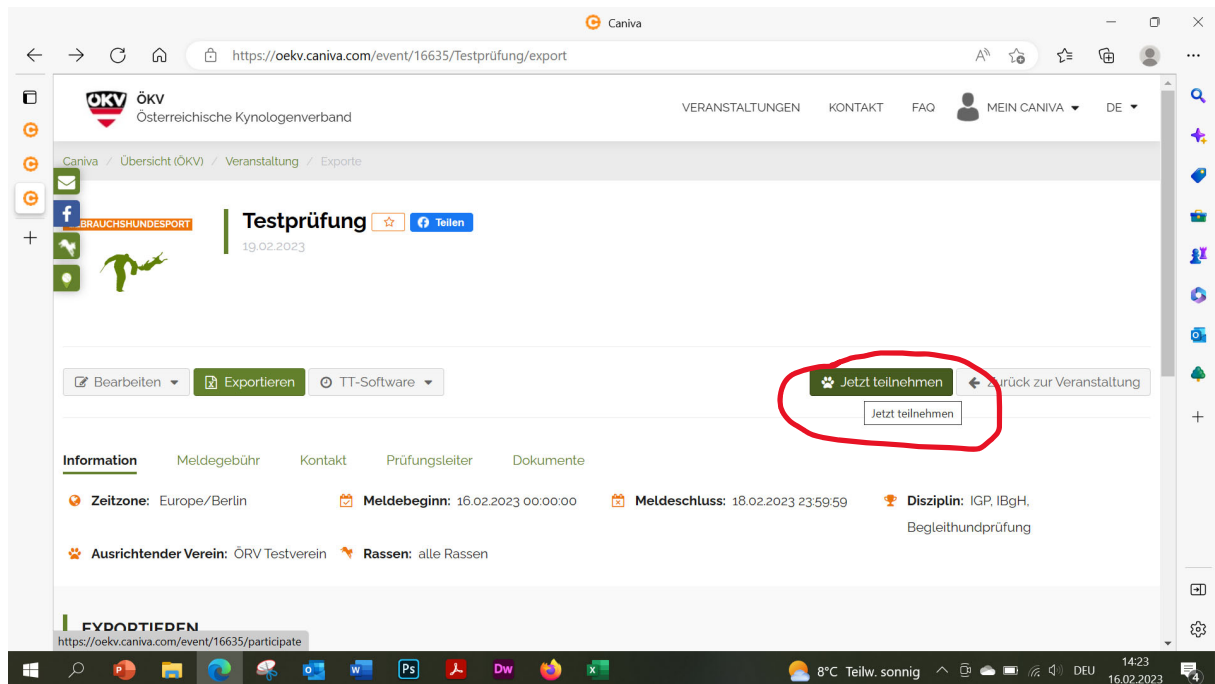 Caniva
https://oekv.caniva.com/event/16635/Testprüfung/export
ÖKV
ÖKV
Österreichische Kynologenverband
VERANSTALTUNGEN KONTAKT FAQ MEIN CANIVA DE
Caniva / Übersicht (ÖKV) / Veranstaltung / Exporte
BRAUCHSHUNDESPORT
Testprüfung
Teilen
19.02.2023
Bearbeiten Exportieren TT-Software Jetzt teilnehmen Zurück zur Veranstaltung
Jetzt teilnehmen
Information Meldegebühr Kontakt Prüfungsleiter Dokumente
Zeitzone: Europe/Berlin Meldebeginn: 16.02.2023 00:00:00 Meldeschluss: 18.02.2023 23:59:59 Disziplin: IGP, IBgH,
Begleithundprüfung
Ausrichtender Verein: ÖRV Testverein Rassen: alle Rassen
EXPORTIEREN
https://oekv.caniva.com/event/16635/participate
8°C Teilw. sonnig DEU 14:23
16.02.2023
4